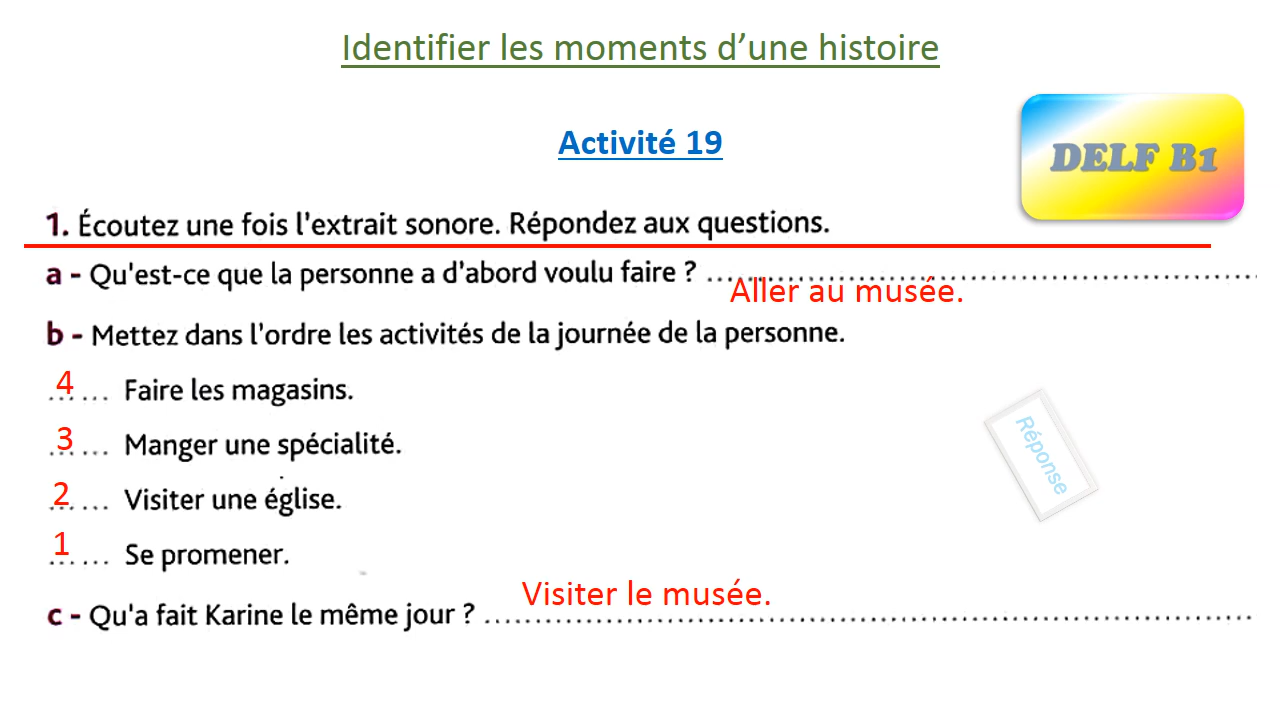 Identifier les moments d’une histoire
Activité 19
DELF B1
1. Écoutez une fois l'extrait sonore. Répondez aux questions.
a - Qu'est-ce que la personne a d'abord voulu faire ? ................................................
Aller au musée.
b - Mettez dans l'ordre les activités de la journée de la personne.
4 ...... Faire les magasins.
3 ...... Manger une spécialité.
2 ...... Visiter une église.
1 ...... Se promener.
Réponse
Visiter le musée.
c - Qu'a fait Karine le même jour ? ................................................................